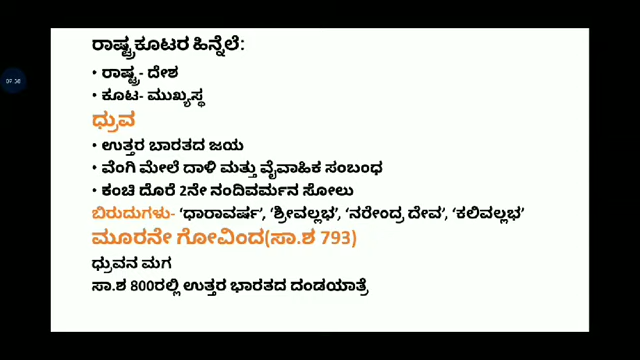 ರಾಷ್ಟ್ರಕೂಟರ ಹಿನ್ನೆಲೆ:
• ರಾಷ್ಟ್ರ- ದೇಶ
• ಕೂಟ- ಮುಖ್ಯಸ್ಥ
ಧ್ರುವ
• ಉತ್ತರ ಭಾರತದ ಜಯ
• ವೆಂಗಿ ಮೇಲೆ ದಾಳಿ ಮತ್ತು ವೈವಾಹಿಕ ಸಂಬಂಧ
• ಕಂಚಿ ದೊರೆ 2ನೇ ನಂದಿವರ್ಮನ ಸೋಲು
ಬಿರುದುಗಳು- ‘ಧಾರಾವರ್ಷ’, ‘ಶ್ರೀವಲ್ಲಭ’, ‘ನರೇಂದ್ರ ದೇವ’, ‘ಕಲಿವಲ್ಲಭ’
ಮೂರನೇ ಗೋವಿಂದ(ಸಾ.ಶ 793)
ಧ್ರುವನ ಮಗ
ಸಾ.ಶ 800ರಲ್ಲಿ ಉತ್ತರ ಭಾರತದ ದಂಡಯಾತ್ರೆ